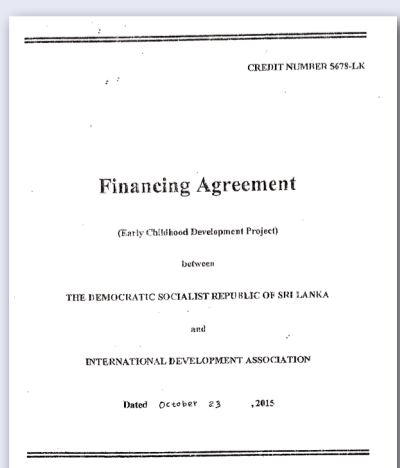 CREDIT NUMBER 5678-LK
Financing Agreement
(Early Childhood Development Project)
between
THE DEMOCRATIC SOCIALIST REPUBLIC OF SRI LANKA
and
INTERNATIONAL DEVELOPMENT ASSOCIATION
Dated October 23 , 2015